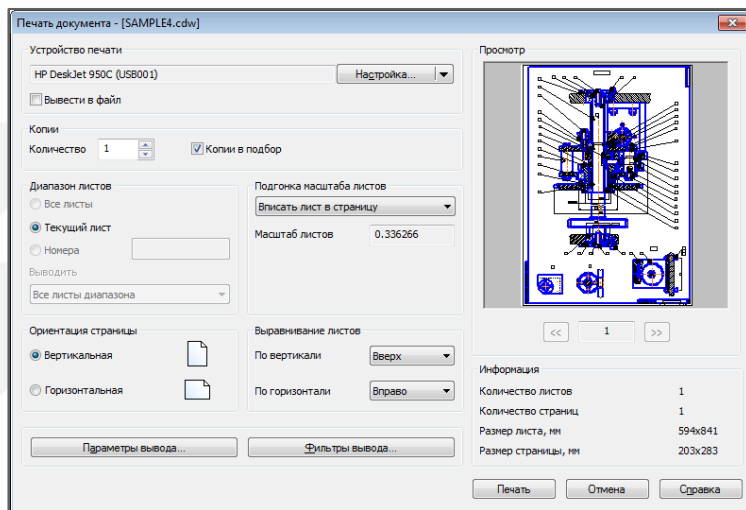 Печать документа - [SAMPLE4.cdw]
Устройство печати
HP DeskJet 950C (USB001)
Настройка...
Вывести в файл
Копии
Количество 1
Копии в подбор
Диапазон листов
Все листы
Текущий лист
Номера
Выводить
Все листы диапазона
Подгонка масштаба листов
Вписать лист в страницу
Масштаб листов 0.336266
Ориентация страницы
Вертикальная
Горизонтальная
Выравнивание листов
По вертикали Вверх
По горизонтали Вправо
Параметры вывода...
Фильтры вывода...
Просмотр
<< 1 >>
Информация
Количество листов 1
Количество страниц 1
Размер листа, мм 594x841
Размер страницы, мм 203x283
Печать Отмена Справка